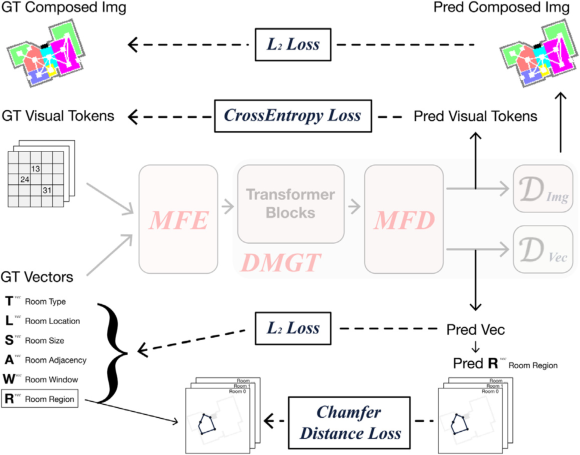 GT Composed Img
Pred Composed Img
L2 Loss
GT Visual Tokens
CrossEntropy Loss
Pred Visual Tokens
13
24
31
MFE
Transformer
Blocks
MFD
DMGT
D Img
D Vec
GT Vectors
T Room Type
L Room Location
S Room Size
A Room Adjacency
W Room Window
R Room Region
L2 Loss
Pred Vec
Pred R Room Region
Room
Room
Room 0
Chamfer
Distance Loss
Room
Room
Room 0